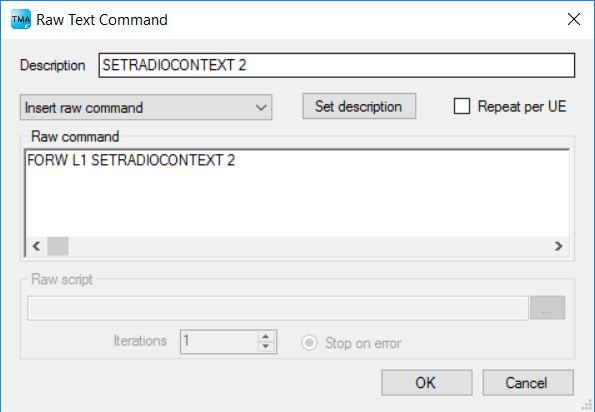 TMA Raw Text Command
Description SETRADIOCONTEXT 2
Insert raw command Set description Repeat per UE
Raw command
FORW L1 SETRADIOCONTEXT 2
Raw script
...
Iterations 1 Stop on error
OK Cancel